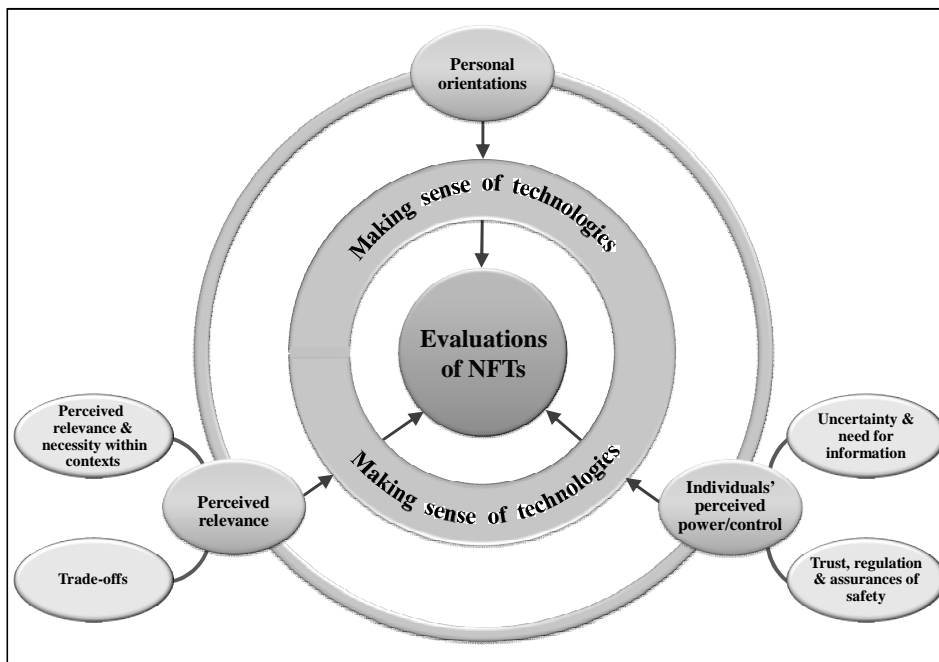 Personal
orientations
Making sense of technologies
Evaluations
of NFTs
Perceived
relevance &
necessity within
contexts
Uncertainty &
need for
information
Making sense of technologies
Perceived
relevance
Individuals'
perceived
power/control
Trade-offs
Trust, regulation
& assurances of
safety